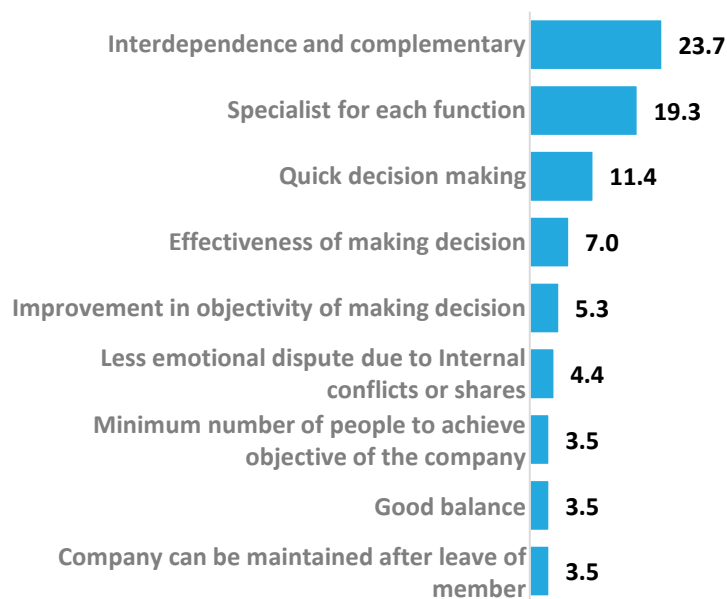 Interdependence and complementary 23.7
Specialist for each function 19.3
Quick decision making 11.4
Effectiveness of making decision 7.0
Improvement in objectivity of making decision 5.3
Less emotional dispute due to Internal
conflicts or shares 4.4
Minimum number of people to achieve
objective of the company 3.5
Good balance 3.5
Company can be maintained after leave of
member 3.5